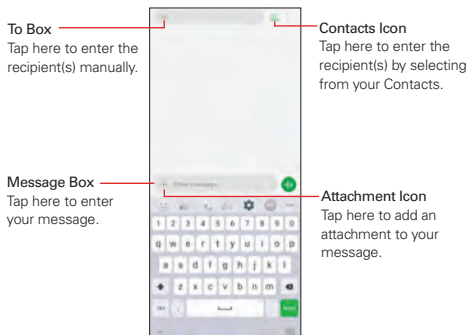 To Box
Tap here to enter the
recipient(s) manually.
Contacts Icon
Tap here to enter the
recipient(s) by selecting
from your Contacts.
Message Box
Tap here to enter
your message.
Enter message
Attachment Icon
Tap here to add an
attachment to your
message.
1 2 3 4 5 6 7 8 9 0
q w e r t y u i o p
a s d f g h j k l
z x c v b n m